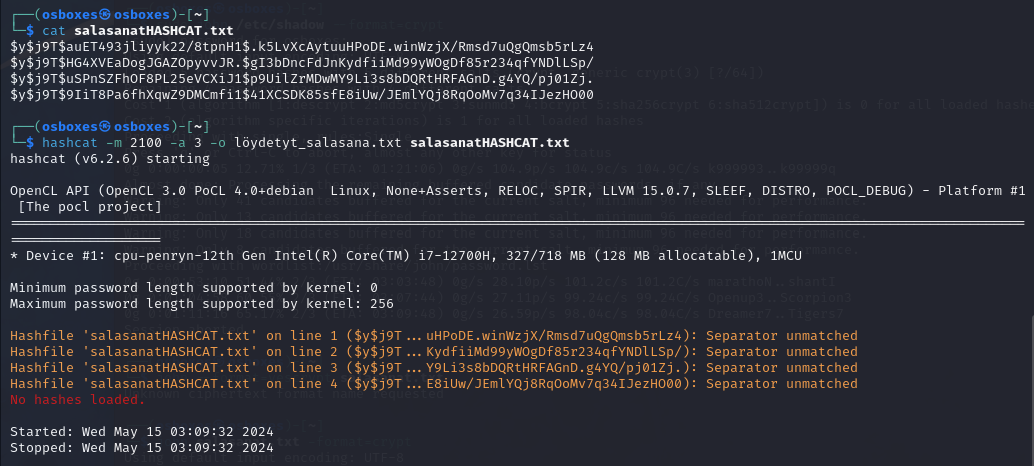 ┌──(osboxes㉿osboxes)-[~]
└─$ cat salasanatHASHCAT.txt
$y$j9T$auET493jliyyk22/8tpnH1$.k5LvXcAytuuHPoDE.winWzjX/Rmsd7uQgQmsb5rLz4
$y$j9T$HG4XVEaDogJGAZOpyvvJR.$gI3bDncFdJnKydfiiMd99yWOgDf85r234qfYNDlLSp/
$y$j9T$uSPnSZFhOF8PL25eVCXiJ1$p9UilZrMDwMY9Li3s8bDQRtHRFAGnD.g4YQ/pj01Zj.
$y$j9T$9IiT8Pa6fhXqwZ9DMCmfi1$41XCSDK85sfE8iUw/JEmlYQj8RqOoMv7q34IJezHO00
┌──(osboxes㉿osboxes)-[~]
└─$ hashcat -m 2100 -a 3 -o löydetyt_salasana.txt salasanatHASHCAT.txt
hashcat (v6.2.6) starting
OpenCL API (OpenCL 3.0 PoCL 4.0+debian  Linux, None+Asserts, RELOC, SPIR, LLVM 15.0.7, SLEEF, DISTRO, POCL_DEBUG) - Platform #1
[The pocl project]
* Device #1: cpu-penryn-12th Gen Intel(R) Core(TM) i7-12700H, 327/718 MB (128 MB allocatable), 1MCU
Minimum password length supported by kernel: 0
Maximum password length supported by kernel: 256
Hashfile 'salasanatHASHCAT.txt' on line 1 ($y$j9T...uHPoDE.winWzjX/Rmsd7uQgQmsb5rLz4): Separator unmatched
Hashfile 'salasanatHASHCAT.txt' on line 2 ($y$j9T...KydfiiMd99yWOgDf85r234qfYNDlLSp/): Separator unmatched
Hashfile 'salasanatHASHCAT.txt' on line 3 ($y$j9T...Y9Li3s8bDQRtHRFAGnD.g4YQ/pj01Zj.): Separator unmatched
Hashfile 'salasanatHASHCAT.txt' on line 4 ($y$j9T...E8iUw/JEmlYQj8RqOoMv7q34IJezHO00): Separator unmatched
No hashes loaded.
Started: Wed May 15 03:09:32 2024
Stopped: Wed May 15 03:09:32 2024